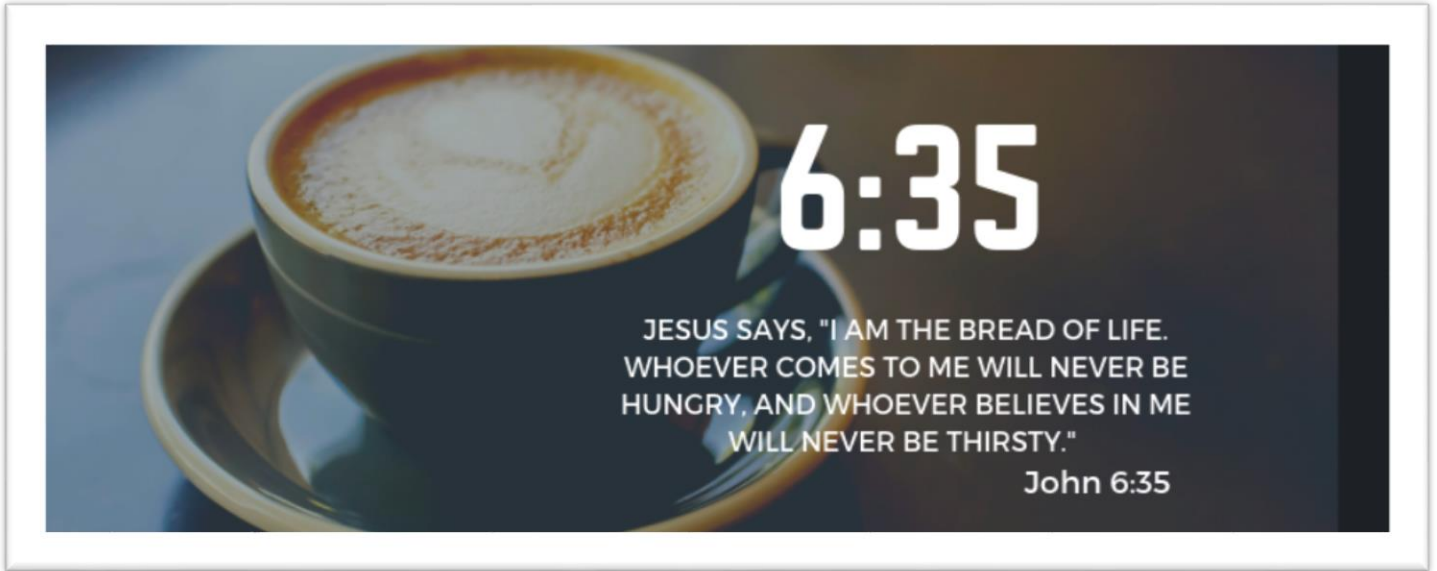 6:35
JESUS SAYS, "I AM THE BREAD OF LIFE.
WHOEVER COMES TO ME WILL NEVER BE
HUNGRY, AND WHOEVER BELIEVES IN ME
WILL NEVER BE THIRSTY."
John 6:35